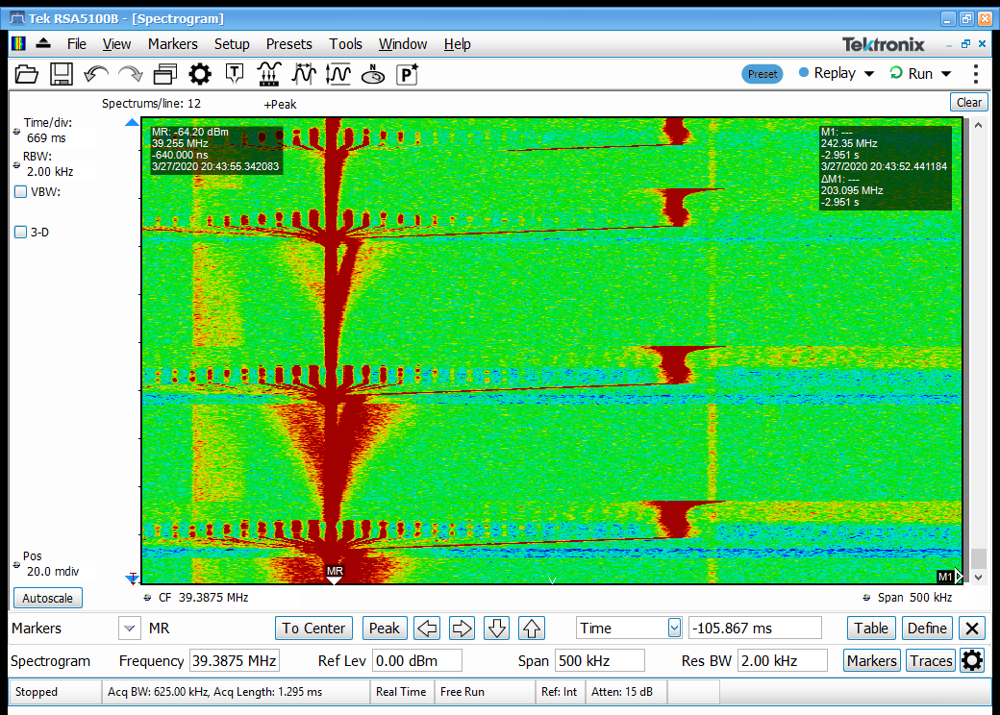 Tek RSA5100B - [Spectrogram]
File View Markers Setup Presets Tools Window Help
Tektronix
T
P
Preset
Replay
Run
Spectrums/line: 12
+Peak
Clear
Time/div:
669 ms
RBW:
2.00 kHz
VBW:
3-D
MR: -64.20 dBm
39.255 MHz
-640.000 ns
3/27/2020 20:43:55.342083
M1: ---
242.35 MHz
-2.951 s
3/27/2020 20:43:52.441184
ΔM1: ---
203.095 MHz
-2.951 s
Pos
20.0 mdiv
MR
M1
Autoscale
CF 39.3875 MHz
Span 500 kHz
Markers MR To Center Peak Time -105.867 ms Table Define
Spectrogram Frequency 39.3875 MHz Ref Lev 0.00 dBm Span 500 kHz Res BW 2.00 kHz Markers Traces
Stopped Acq BW: 625.00 kHz, Acq Length: 1.295 ms Real Time Free Run Ref: Int Atten: 15 dB